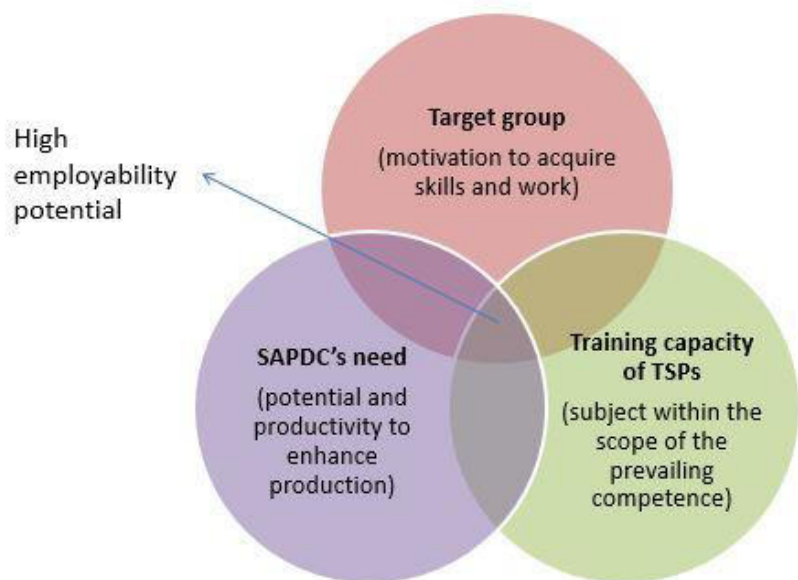 High
employability
potential
Target group
(motivation to acquire
skills and work)
SAPDC’s need
(potential and
productivity to
enhance
production)
Training capacity
of TSPs
(subject within the
scope of the
prevailing
competence)